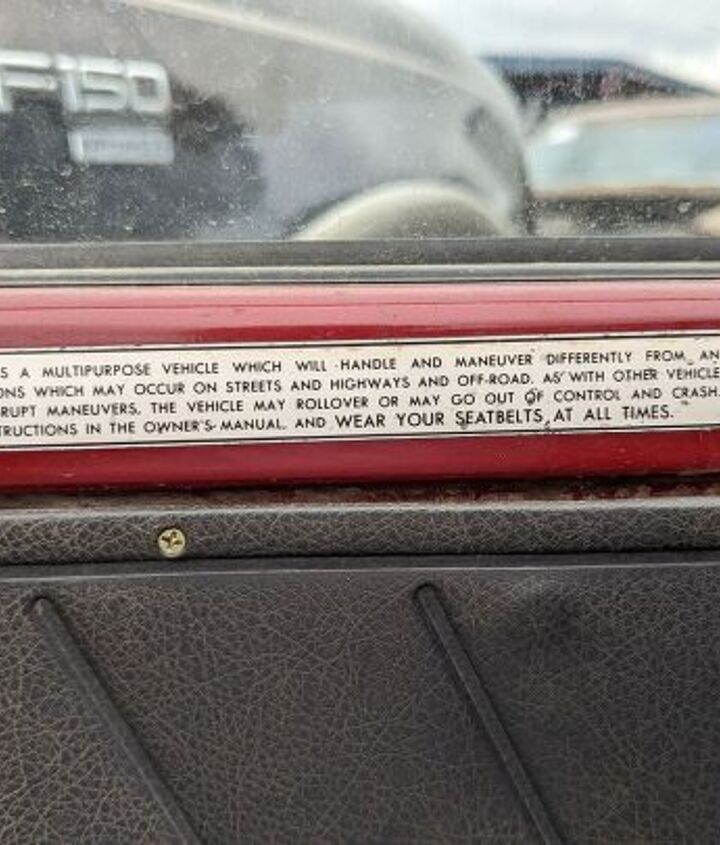 F150
S A MULTIPURPOSE VEHICLE WHICH WILL HANDLE AND MANEUVER DIFFERENTLY FROM AN
ONS WHICH MAY OCCUR ON STREETS AND HIGHWAYS AND OFF-ROAD. AS WITH OTHER VEHICLE
RUPT MANEUVERS, THE VEHICLE MAY ROLLOVER OR MAY GO OUT OF CONTROL AND CRASH.
TRUCTIONS IN THE OWNER'S MANUAL. AND WEAR YOUR SEATBELTS AT ALL TIMES.